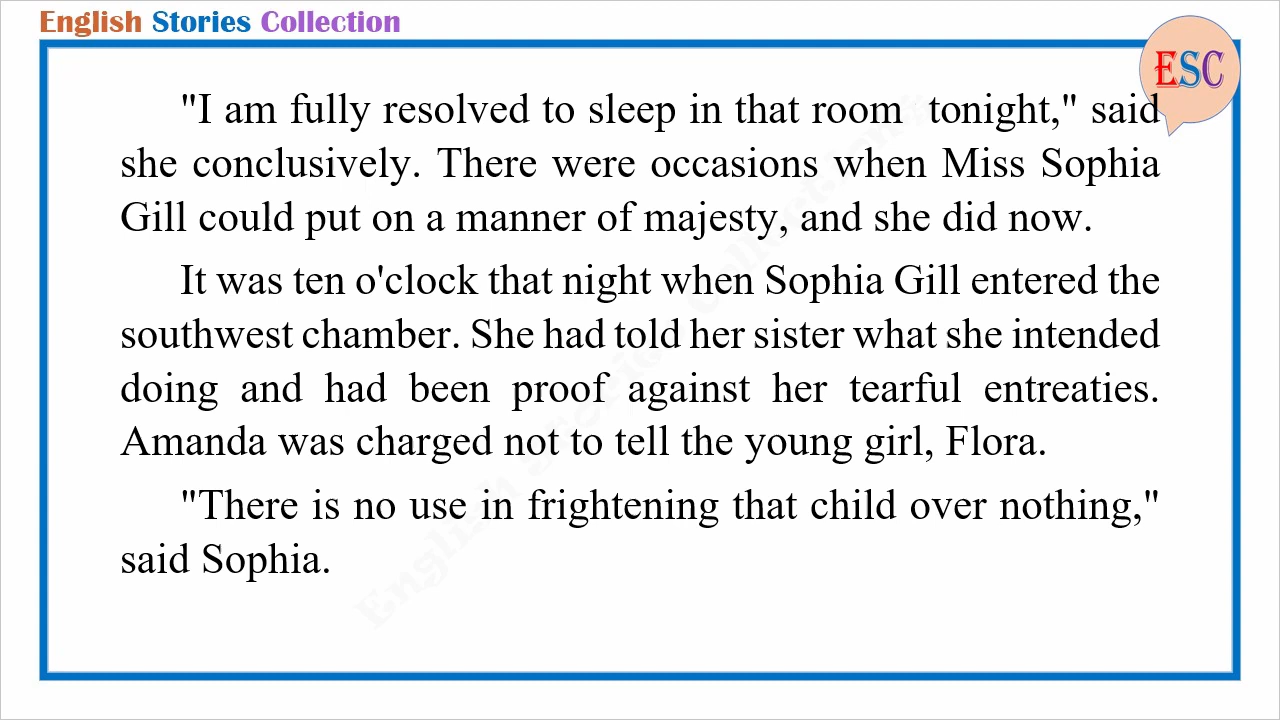 English Stories Collection
ESC
"I am fully resolved to sleep in that room tonight," said
she conclusively. There were occasions when Miss Sophia
Gill could put on a manner of majesty, and she did now.
It was ten o'clock that night when Sophia Gill entered the
southwest chamber. She had told her sister what she intended
doing and had been proof against her tearful entreaties.
Amanda was charged not to tell the young girl, Flora.
"There is no use in frightening that child over nothing,"
said Sophia.
English Stories Collection